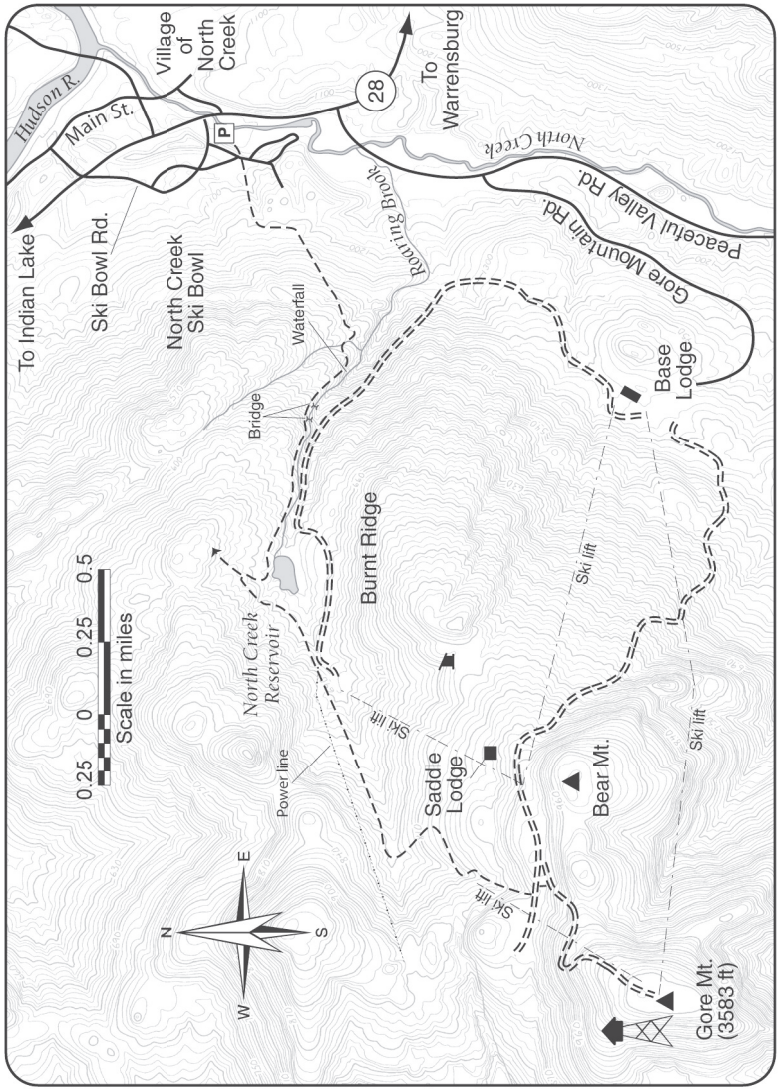 Hudson R.
Main St.
Village
of
North
Creek
28
To
Warrensburg
P
To Indian Lake
Ski Bowl Rd.
North Creek
Ski Bowl
North Creek
Roaring Brook
Peaceful Valley Rd.
Gore Mountain Rd.
Waterfall
Bridge
Base
Lodge
0.25 0 0.25 0.5
Scale in miles
North Creek
Reservoir
Burnt Ridge
Ski lift
Ski lift
Ski lift
Ski lift
Power line
Saddle
Lodge
Bear Mt.
N
E
S
W
Gore Mt.
(3583 ft)